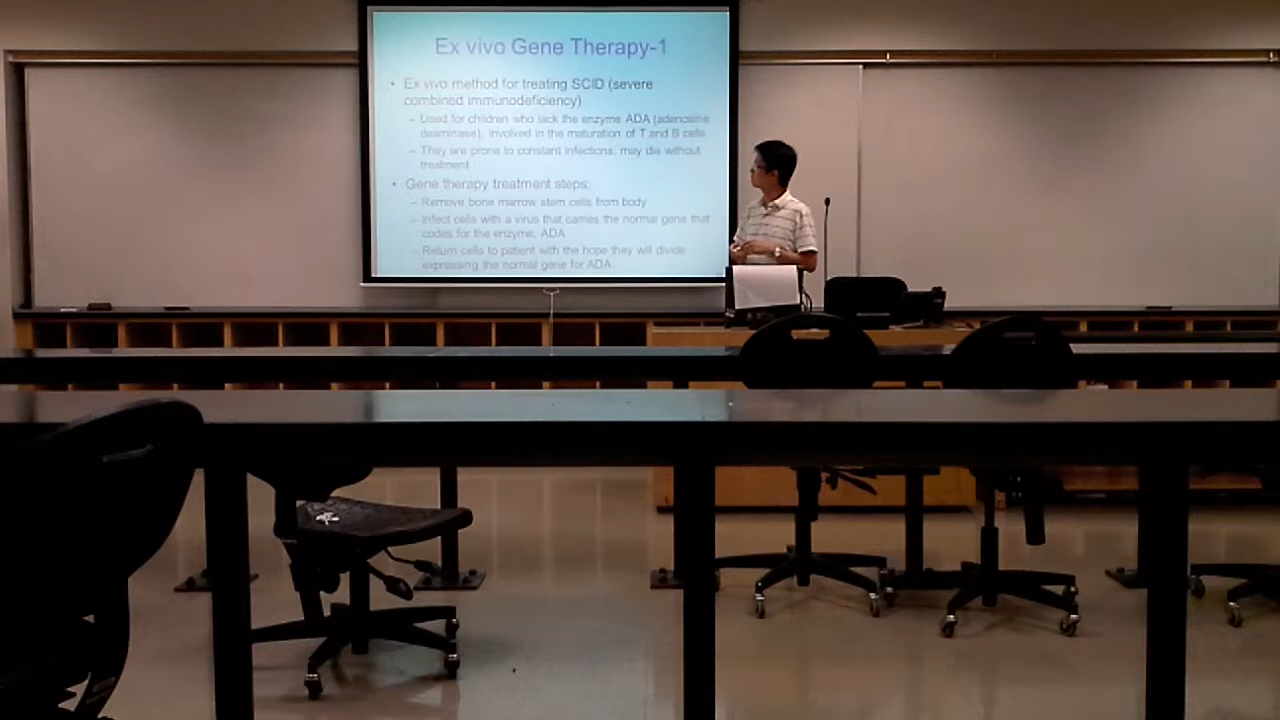 Ex vivo Gene Therapy-1
• Ex vivo method for treating SCID (severe
combined immunodeficiency)
– Used for children who lack the enzyme ADA (adenosine
deaminase), involved in the maturation of T and B cells
– They are prone to constant infections; may die without
treatment
• Gene therapy treatment steps:
– Remove bone marrow stem cells from body
– Infect cells with a virus that carries the normal gene that
codes for the enzyme, ADA
– Return cells to patient with the hope they will divide
expressing the normal gene for ADA